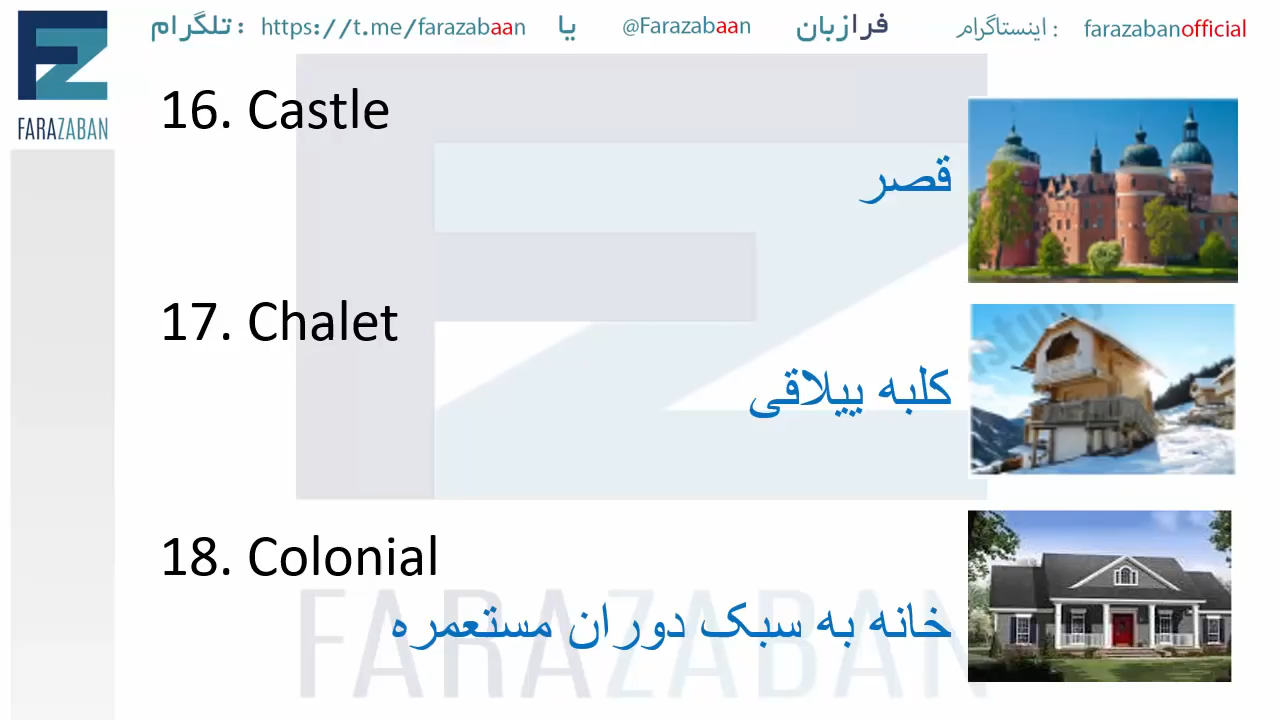 تلگرام : https://t.me/farazabaan یا @Farazabaan فرازبان اینستاگرام : farazabanofficial
FZ
FARAZABAN
16. Castle
قصر
17. Chalet
کلبه ییلاقی
18. Colonial
خانه به سبک دوران مستعمره
FARAZABAN